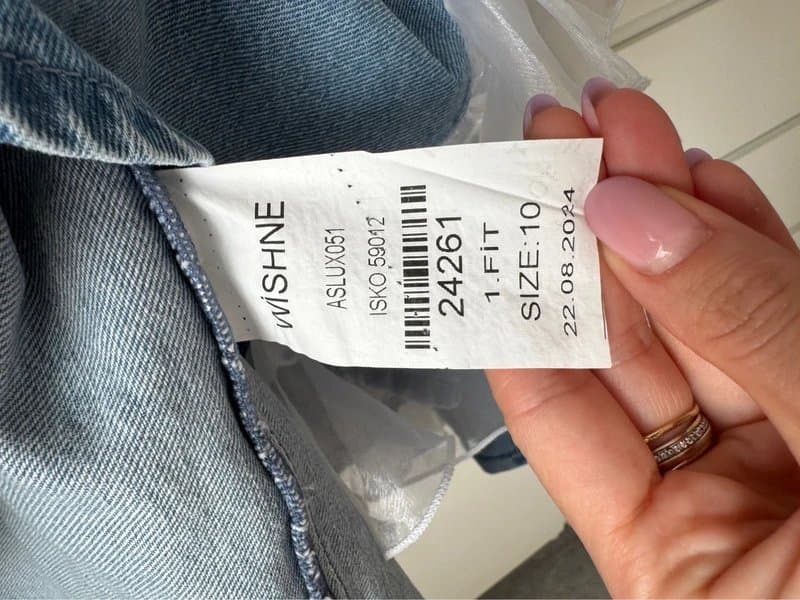 wiSHNE
ASLUX051
ISKO 59012
24261
1.FİT
SIZE:10
22.08.2024